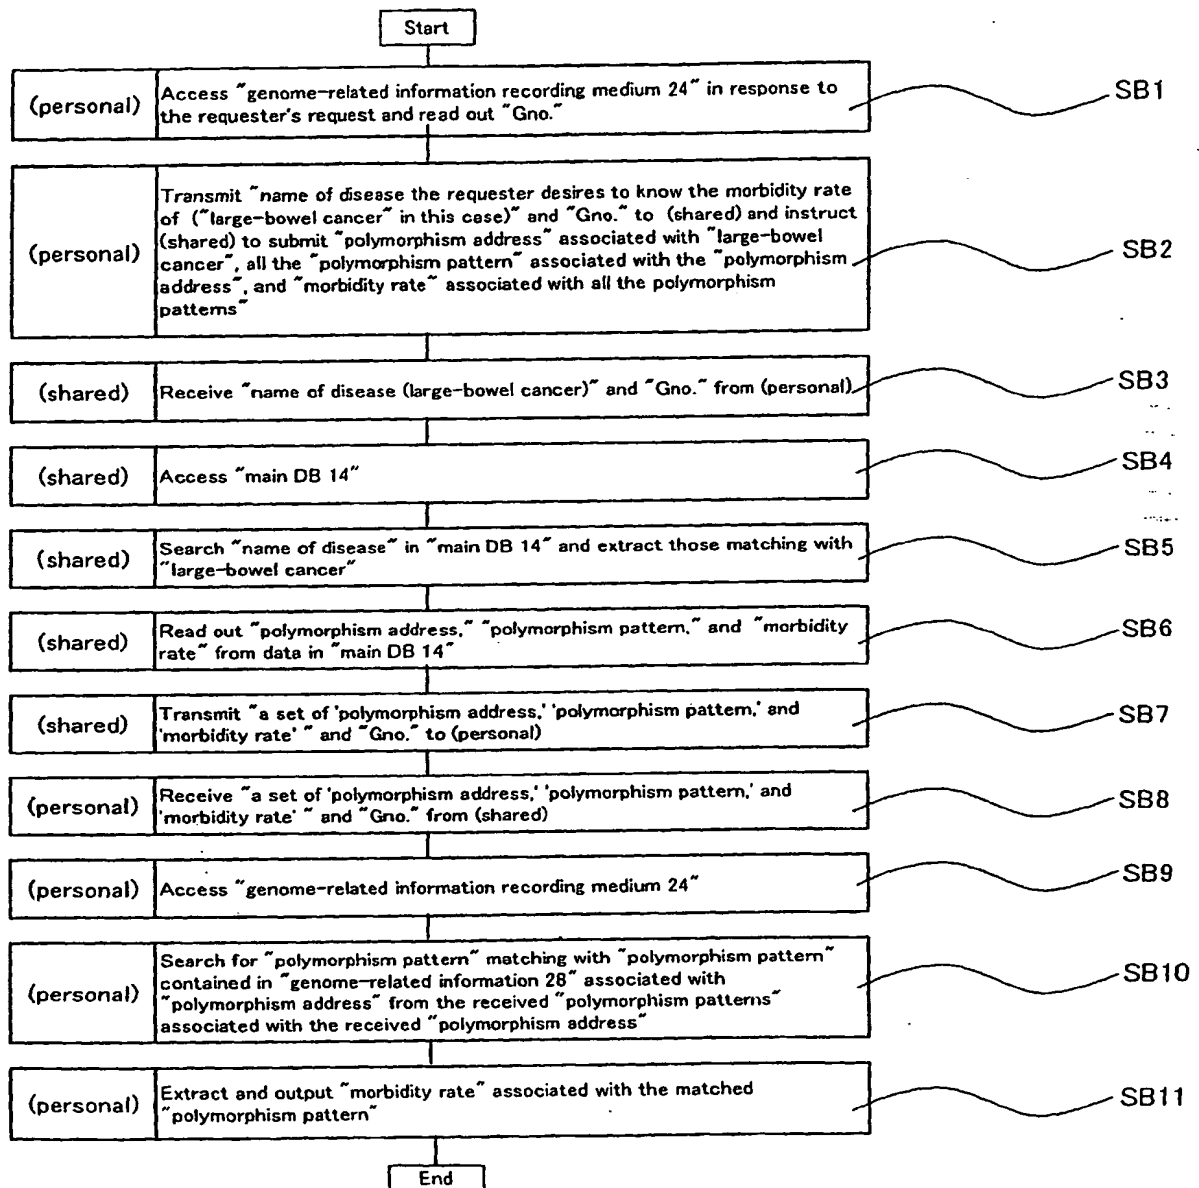 Start
(personal)
Access "genome-related information recording medium 24" in response to
the requester's request and read out "Gno."
SB1
(personal)
Transmit "name of disease the requester desires to know the morbidity rate
of ("large-bowel cancer" in this case)" and "Gno." to (shared) and instruct
(shared) to submit "polymorphism address" associated with "large-bowel
cancer", all the "polymorphism pattern" associated with the "polymorphism
address", and "morbidity rate" associated with all the polymorphism
patterns"
SB2
(shared)
Receive "name of disease (large-bowel cancer)" and "Gno." from (personal)
SB3
(shared)
Access "main DB 14"
SB4
(shared)
Search "name of disease" in "main DB 14" and extract those matching with
"large-bowel cancer"
SB5
(shared)
Read out "polymorphism address," "polymorphism pattern," and "morbidity
rate" from data in "main DB 14"
SB6
(shared)
Transmit "a set of 'polymorphism address,' 'polymorphism pattern,' and
'morbidity rate' " and "Gno." to (personal)
SB7
(personal)
Receive "a set of 'polymorphism address,' 'polymorphism pattern,' and
'morbidity rate' " and "Gno." from (shared)
SB8
(personal)
Access "genome-related information recording medium 24"
SB9
(personal)
Search for "polymorphism pattern" matching with "polymorphism pattern"
contained in "genome-related information 28" associated with
"polymorphism address" from the received "polymorphism patterns"
associated with the received "polymorphism address"
SB10
(personal)
Extract and output "morbidity rate" associated with the matched
"polymorphism pattern"
SB11
End